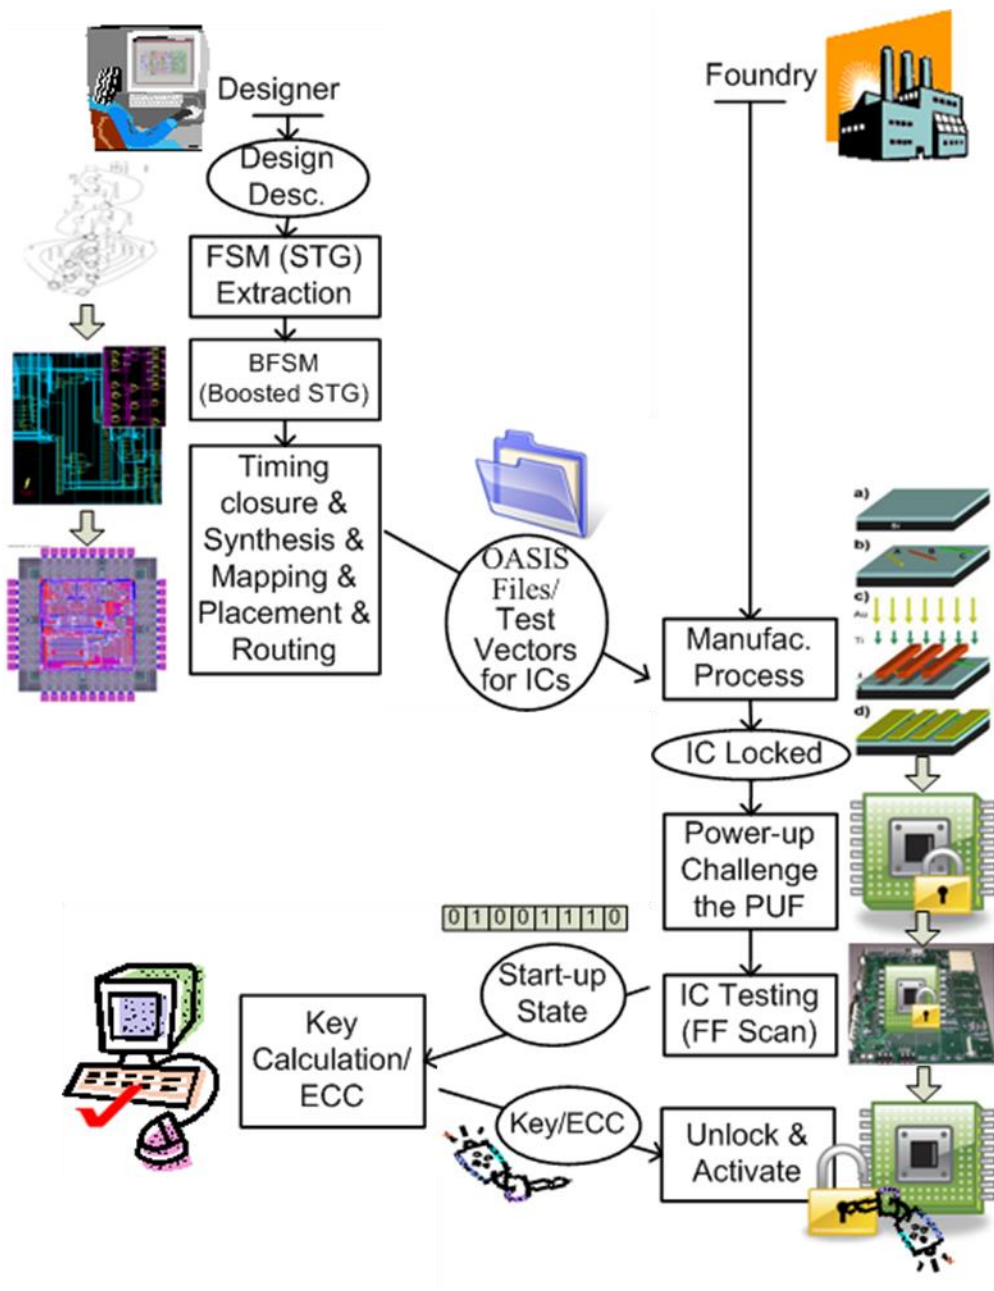 Designer
Design
Desc.
FSM (STG)
Extraction
BFSM
(Boosted STG)
Timing
closure &
Synthesis &
Mapping &
Placement &
Routing
OASIS
Files/
Test
Vectors
for ICs
Foundry
Manufac.
Process
IC Locked
Power-up
Challenge
the PUF
IC Testing
(FF Scan)
0 1 0 0 1 1 1 0
Start-up
State
Key
Calculation/
ECC
Key/ECC
Unlock &
Activate
a)
b)
A B C
c)
Au
Ti
d)